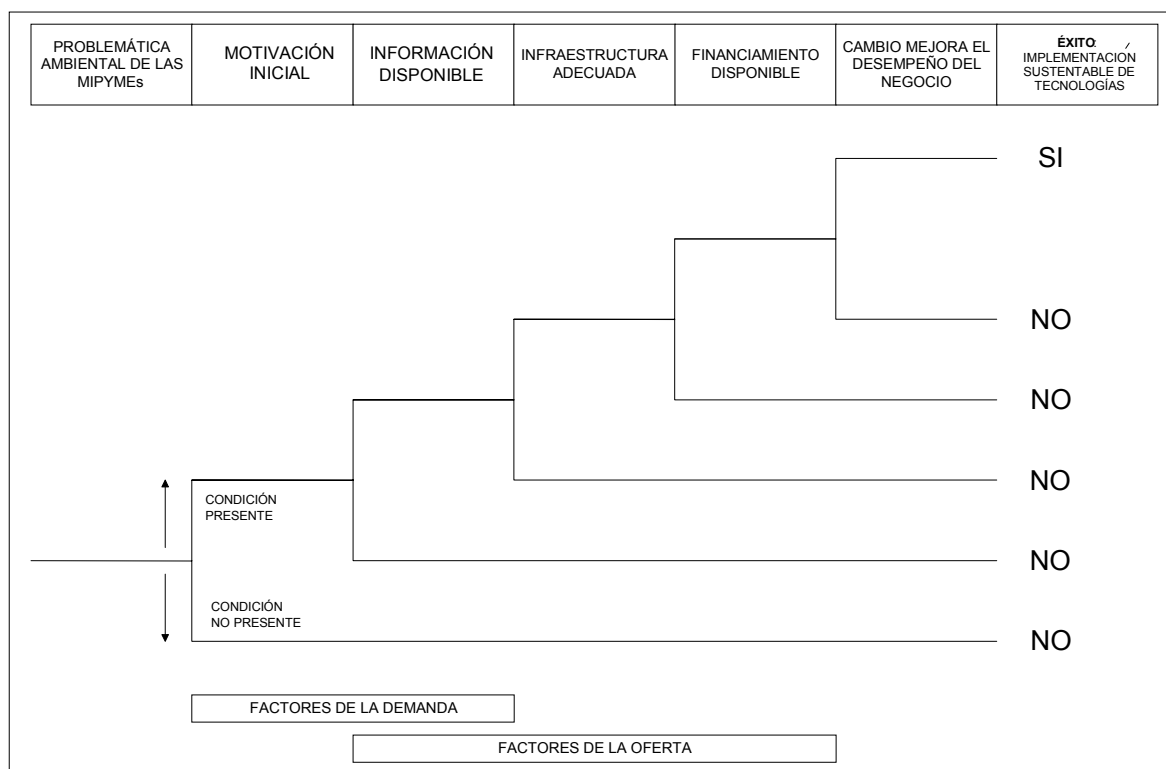 PROBLEMÁTICA
AMBIENTAL DE LAS
MIPYMEs
MOTIVACIÓN
INICIAL
INFORMACIÓN
DISPONIBLE
INFRAESTRUCTURA
ADECUADA
FINANCIAMIENTO
DISPONIBLE
CAMBIO MEJORA EL
DESEMPEÑO DEL
NEGOCIO
ÉXITO:
IMPLEMENTACIÓN
SUSTENTABLE DE
TECNOLOGÍAS
SI
NO
NO
NO
CONDICIÓN
PRESENTE
NO
CONDICIÓN
NO PRESENTE
NO
FACTORES DE LA DEMANDA
FACTORES DE LA OFERTA